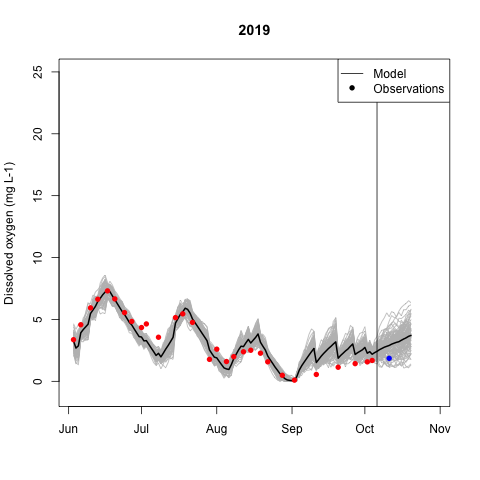 2019
Model
Observations
Dissolved oxygen (mg L-1)
25
20
15
10
5
0
Jun Jul Aug Sep Oct Nov